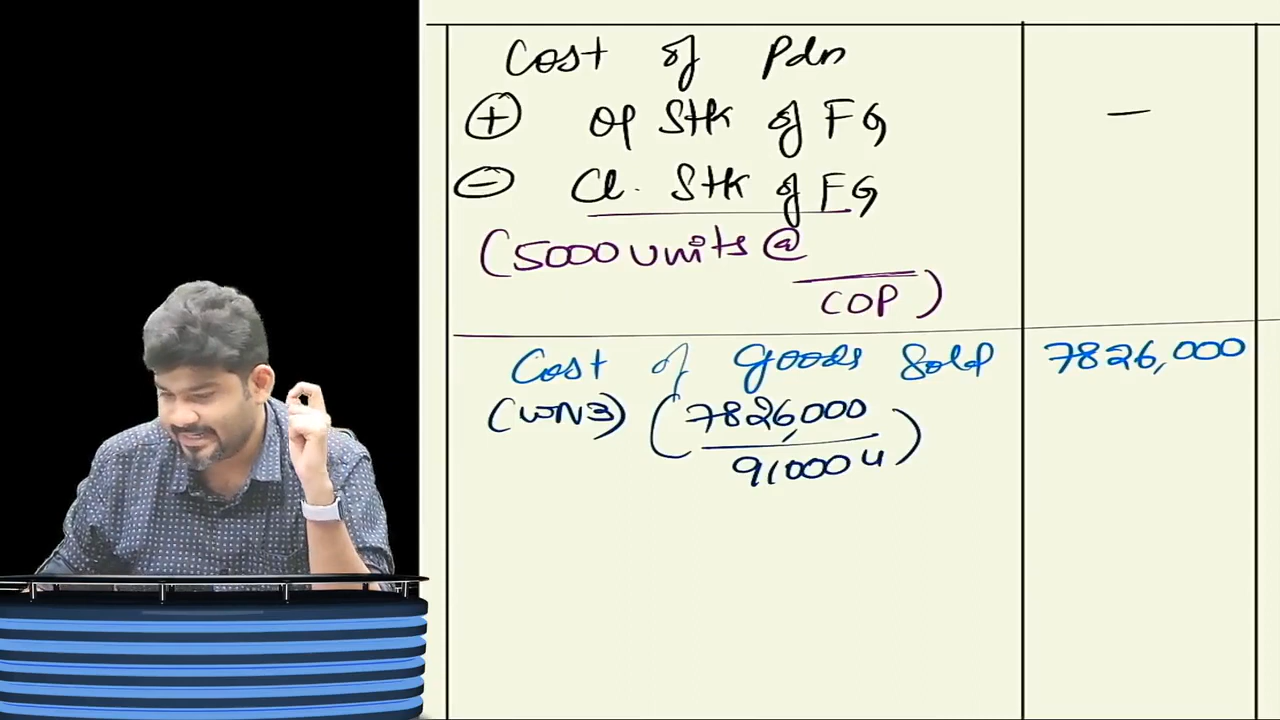 Cost of Pdn
+ Op Stk of FG —
- Cl. Stk of FG
(5000 units @
COP)
Cost of goods sold 7826,000
(WN3) (7826,000
91000 u)